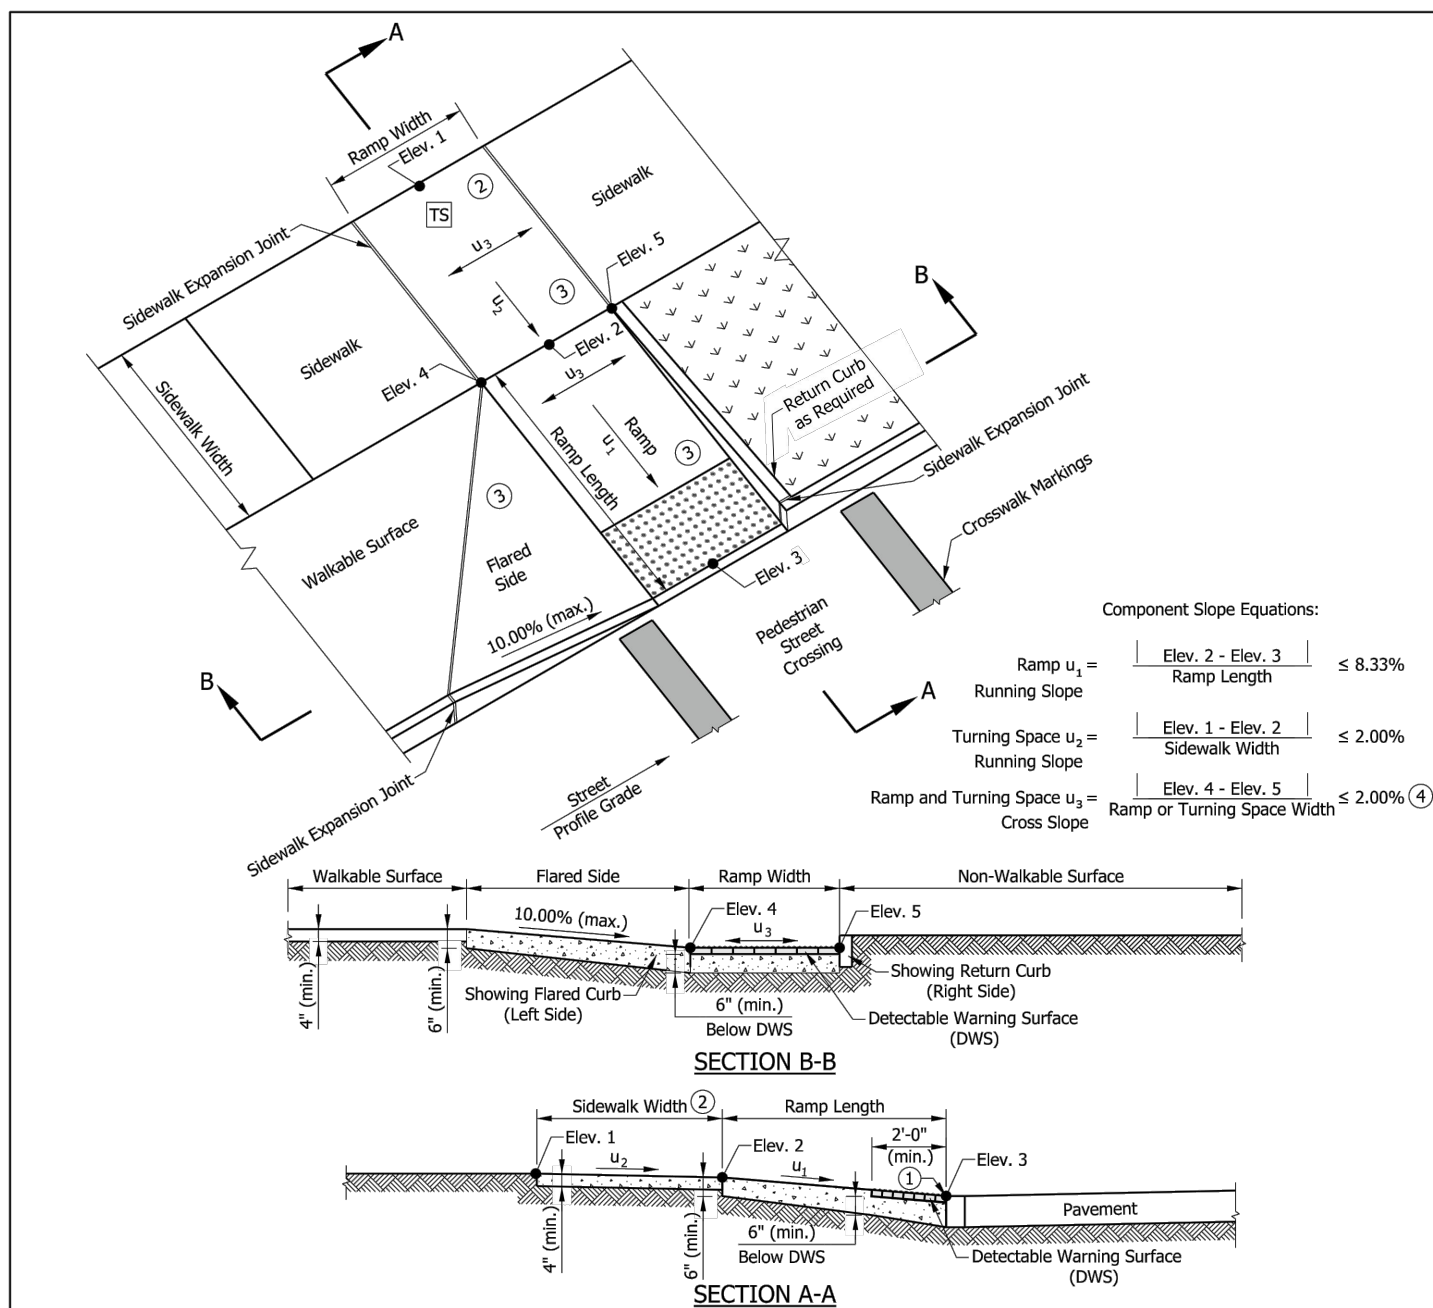 A
Ramp Width
Elev. 1
2
TS
Sidewalk
Sidewalk Expansion Joint
u3
Elev. 5
B
3
u2
Elev. 2
Sidewalk
Elev. 4
u3
Return Curb
as Required
Sidewalk Expansion Joint
Sidewalk Width
Ramp
u1
Ramp Length
3
Crosswalk Markings
3
Walkable Surface
Flared
Side
Elev. 3
10.00% (max.)
Pedestrian
Street
Crossing
B
A
Sidewalk Expansion Joint
Street
Profile Grade
Component Slope Equations:
Ramp u1 = | Elev. 2 - Elev. 3 | ≤ 8.33%
Running Slope Ramp Length
Turning Space u2 = | Elev. 1 - Elev. 2 | ≤ 2.00%
Running Slope Sidewalk Width
Ramp and Turning Space u3 = | Elev. 4 - Elev. 5 | ≤ 2.00% 4
Cross Slope Ramp or Turning Space Width
Walkable Surface Flared Side Ramp Width Non-Walkable Surface
10.00% (max.)
Elev. 4
u3
Elev. 5
4" (min.)
6" (min.)
Showing Flared Curb
(Left Side)
6" (min.)
Below DWS
Showing Return Curb
(Right Side)
Detectable Warning Surface
(DWS)
SECTION B-B
Sidewalk Width 2 Ramp Length
2'-0"
(min.)
1
Elev. 1
u2
Elev. 2
u1
Elev. 3
Pavement
4" (min.)
6" (min.)
6" (min.)
Below DWS
Detectable Warning Surface
(DWS)
SECTION A-A